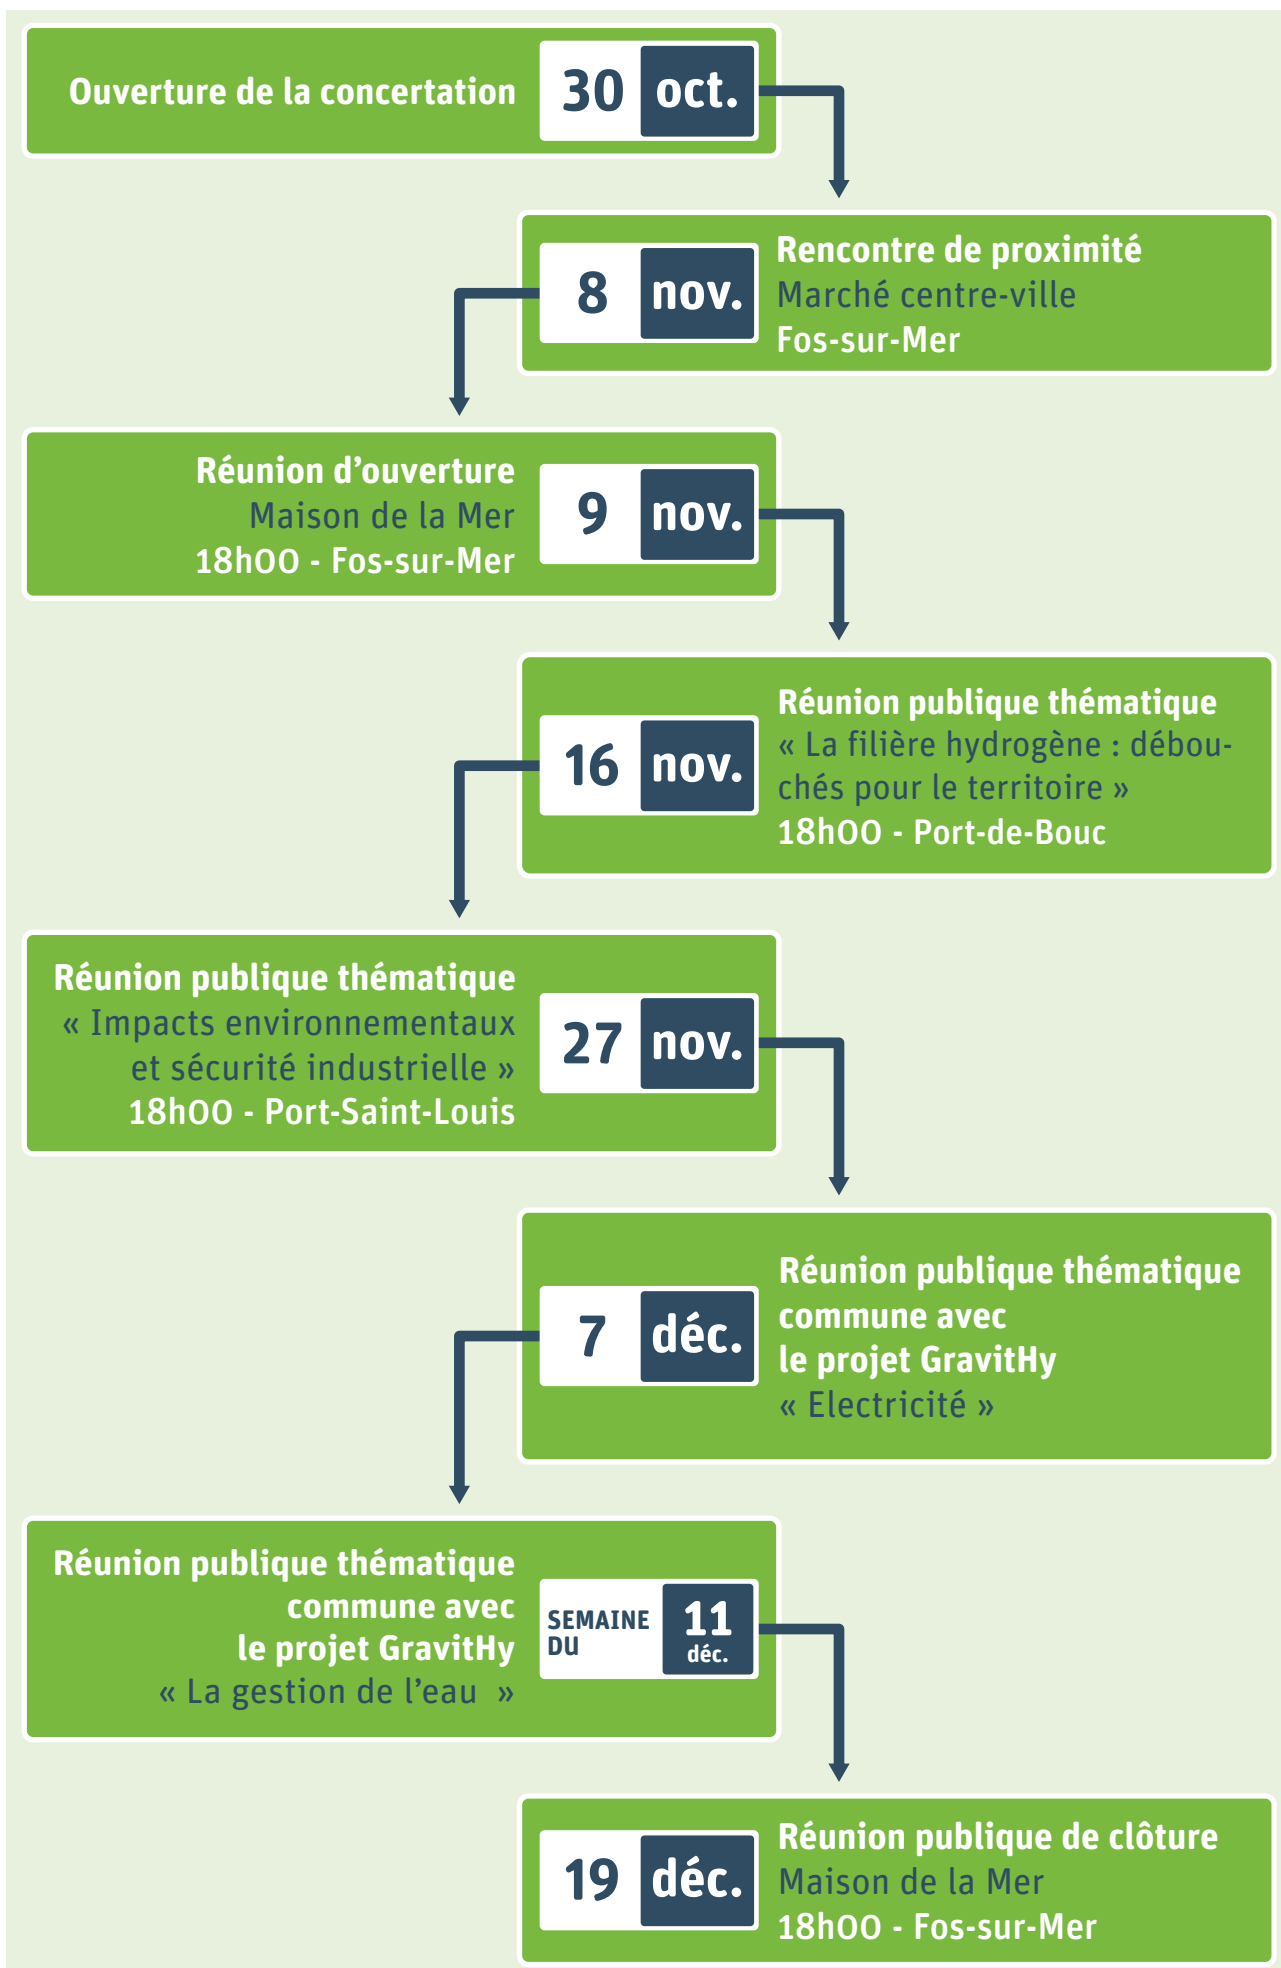 Ouverture de la concertation
30 oct.
8 nov.
Rencontre de proximité
Marché centre-ville
Fos-sur-Mer
Réunion d’ouverture
Maison de la Mer
18h00 - Fos-sur-Mer
9 nov.
16 nov.
Réunion publique thématique
« La filière hydrogène : débou-
chés pour le territoire »
18h00 - Port-de-Bouc
Réunion publique thématique
« Impacts environnementaux
et sécurité industrielle »
18h00 - Port-Saint-Louis
27 nov.
7 déc.
Réunion publique thématique
commune avec
le projet GravitHy
« Electricité »
Réunion publique thématique
commune avec
le projet GravitHy
« La gestion de l’eau »
SEMAINE
DU
11
déc.
19 déc.
Réunion publique de clôture
Maison de la Mer
18h00 - Fos-sur-Mer